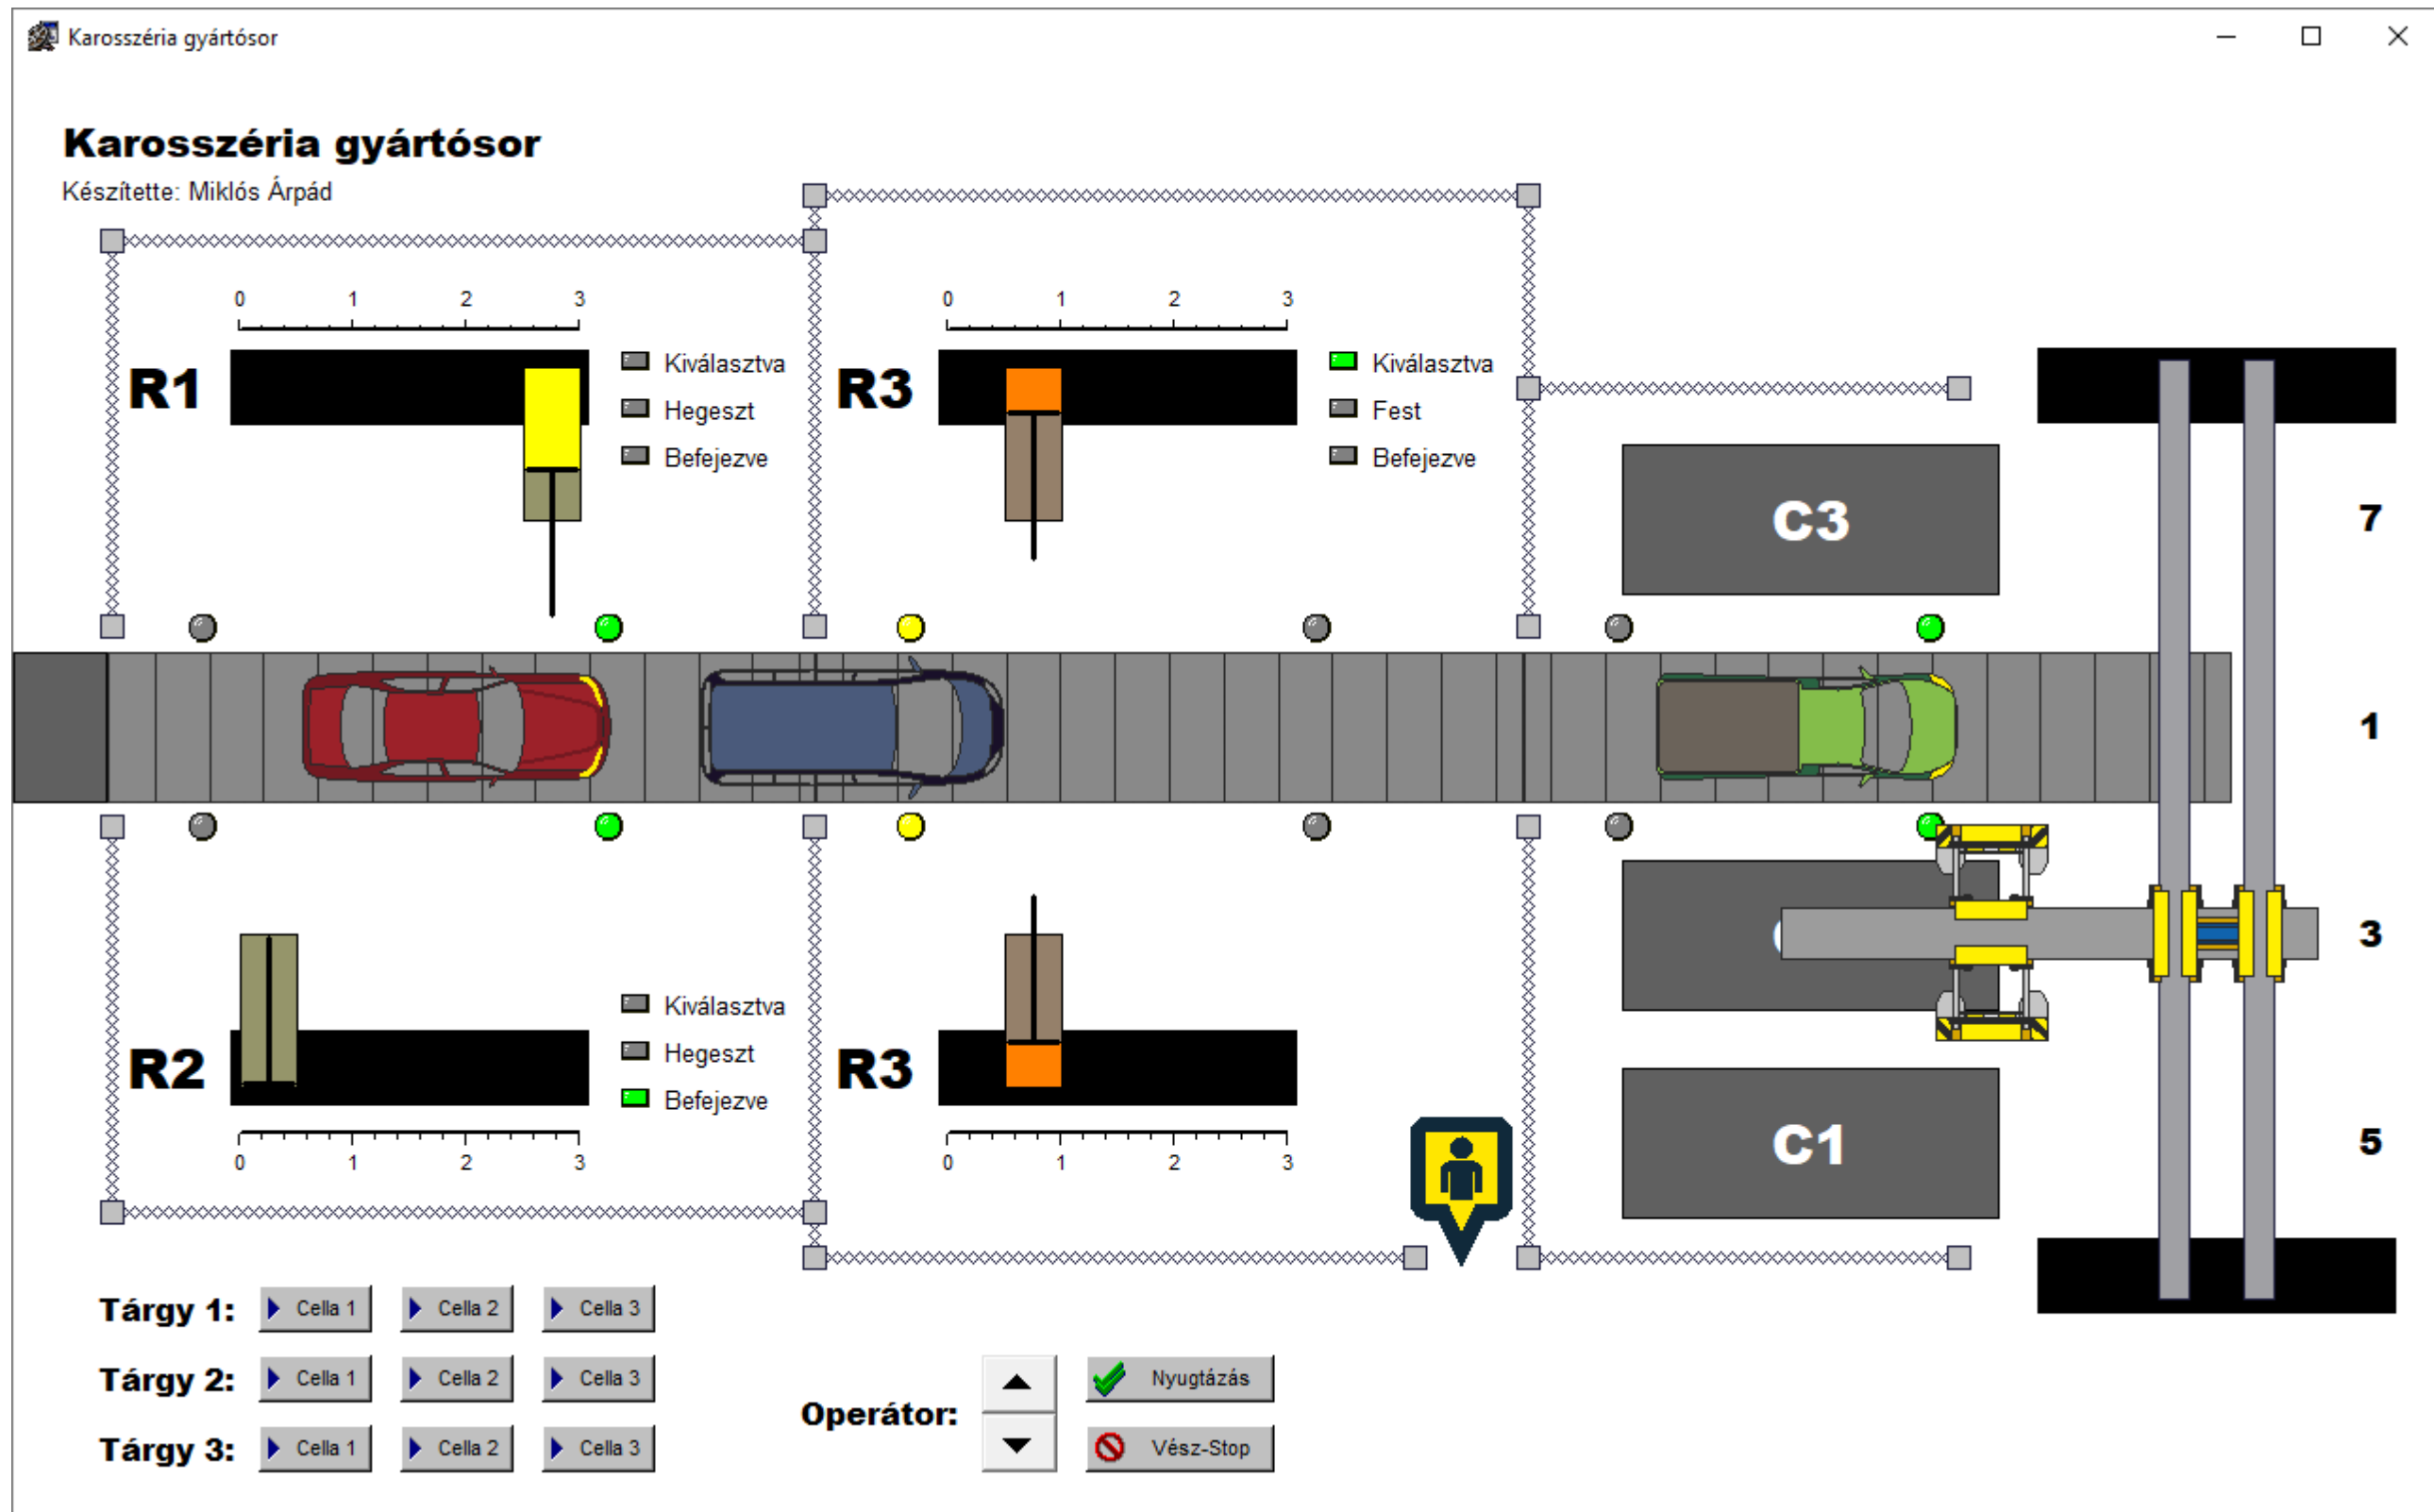 Karosszéria gyártósor
Karosszéria gyártósor
Készítette: Miklós Árpád
0 1 2 3
0 1 2 3
R1
Kiválasztva
Hegeszt
Befejezve
R3
Kiválasztva
Fest
Befejezve
C3
7
1
3
R2
Kiválasztva
Hegeszt
Befejezve
0 1 2 3
R3
0 1 2 3
C1
5
Tárgy 1: Cella 1 Cella 2 Cella 3
Tárgy 2: Cella 1 Cella 2 Cella 3
Tárgy 3: Cella 1 Cella 2 Cella 3
Operátor:
Nyugtázás
Vész-Stop